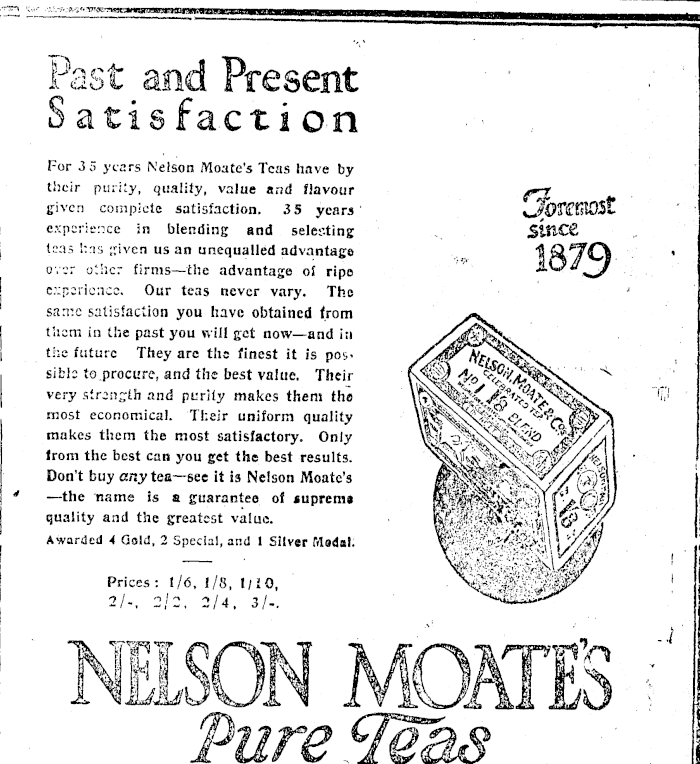 Past and Present
Satisfaction
For 35 years Nelson Moate's Teas have by
their purity, quality, value and flavour
given complete satisfaction. 35 years
experience in blending and selecting
teas has given us an unequalled advantage
over other firms—the advantage of ripe
experience. Our teas never vary. The
same satisfaction you have obtained from
them in the past you will get now—and in
the future They are the finest it is pos-
sible to procure, and the best value. Their
very strength and purity makes them the
most economical. Their uniform quality
makes them the most satisfactory. Only
from the best can you get the best results.
Don't buy any tea—see it is Nelson Moate's
—the name is a guarantee of supreme
quality and the greatest value.
Awarded 4 Gold, 2 Special, and 1 Silver Medal.
Prices: 1/6, 1/8, 1/10,
2/-, 2/2, 2/4, 3/-.
Foremost
since
1879
NELSON, MOATE & Cos
CELEBRATED TEA
No 1 1/8 BLEND
1/8
NELSON MOATE'S
Pure Teas